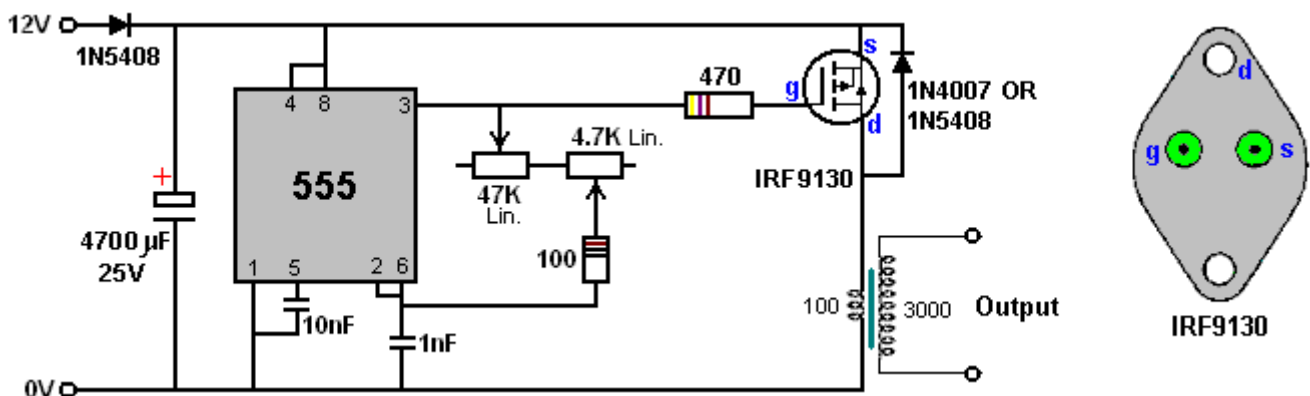 12V
1N5408
4 8 3
555
1 5 2 6
4700 µF
25V
+
10nF
1nF
47K
Lin.
4.7K Lin.
100
470
g
s
d
1N4007 OR
1N5408
IRF9130
100
3000
Output
0V
d
g
s
IRF9130